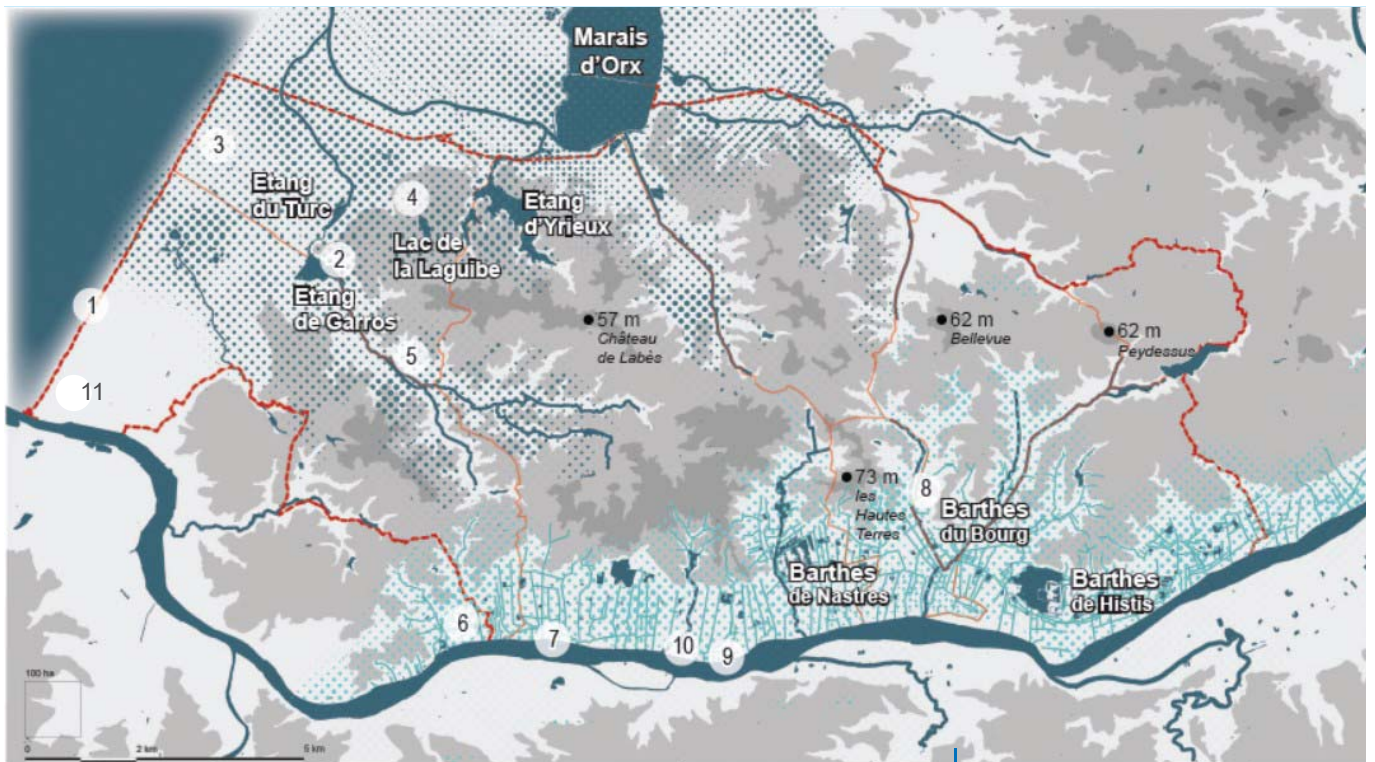 Marais
d'Orx
3
Etang
du Turc
4
Etang
d'Yrieux
Lac de
la Laguibe
2
Etang
de Garros
1
57 m
Château
de Labès
62 m
Bellevue
62 m
Peydessus
5
11
73 m
les
Hautes
Terres
8
Barthes
du Bourg
Barthes
de Nastres
Barthes
de Histis
6
7
10
9
100 ha
0
2 km
5 km